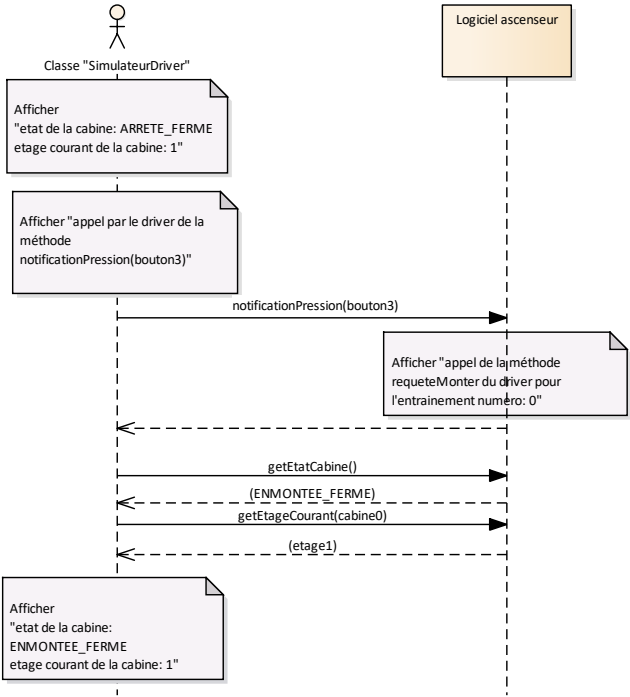 Logiciel ascenseur
Classe "SimulateurDriver"
Afficher
"etat de la cabine: ARRETE_FERME
etage courant de la cabine: 1"
Afficher "appel par le driver de la
méthode
notificationPression(bouton3)"
notificationPression(bouton3)
Afficher "appel de la méthode
requeteMonter du driver pour
l'entrainement numéro: 0"
getEtatCabine()
(ENMONTEE_FERME)
getEtageCourant(cabine0)
(etage1)
Afficher
"etat de la cabine:
ENMONTEE_FERME
etage courant de la cabine: 1"